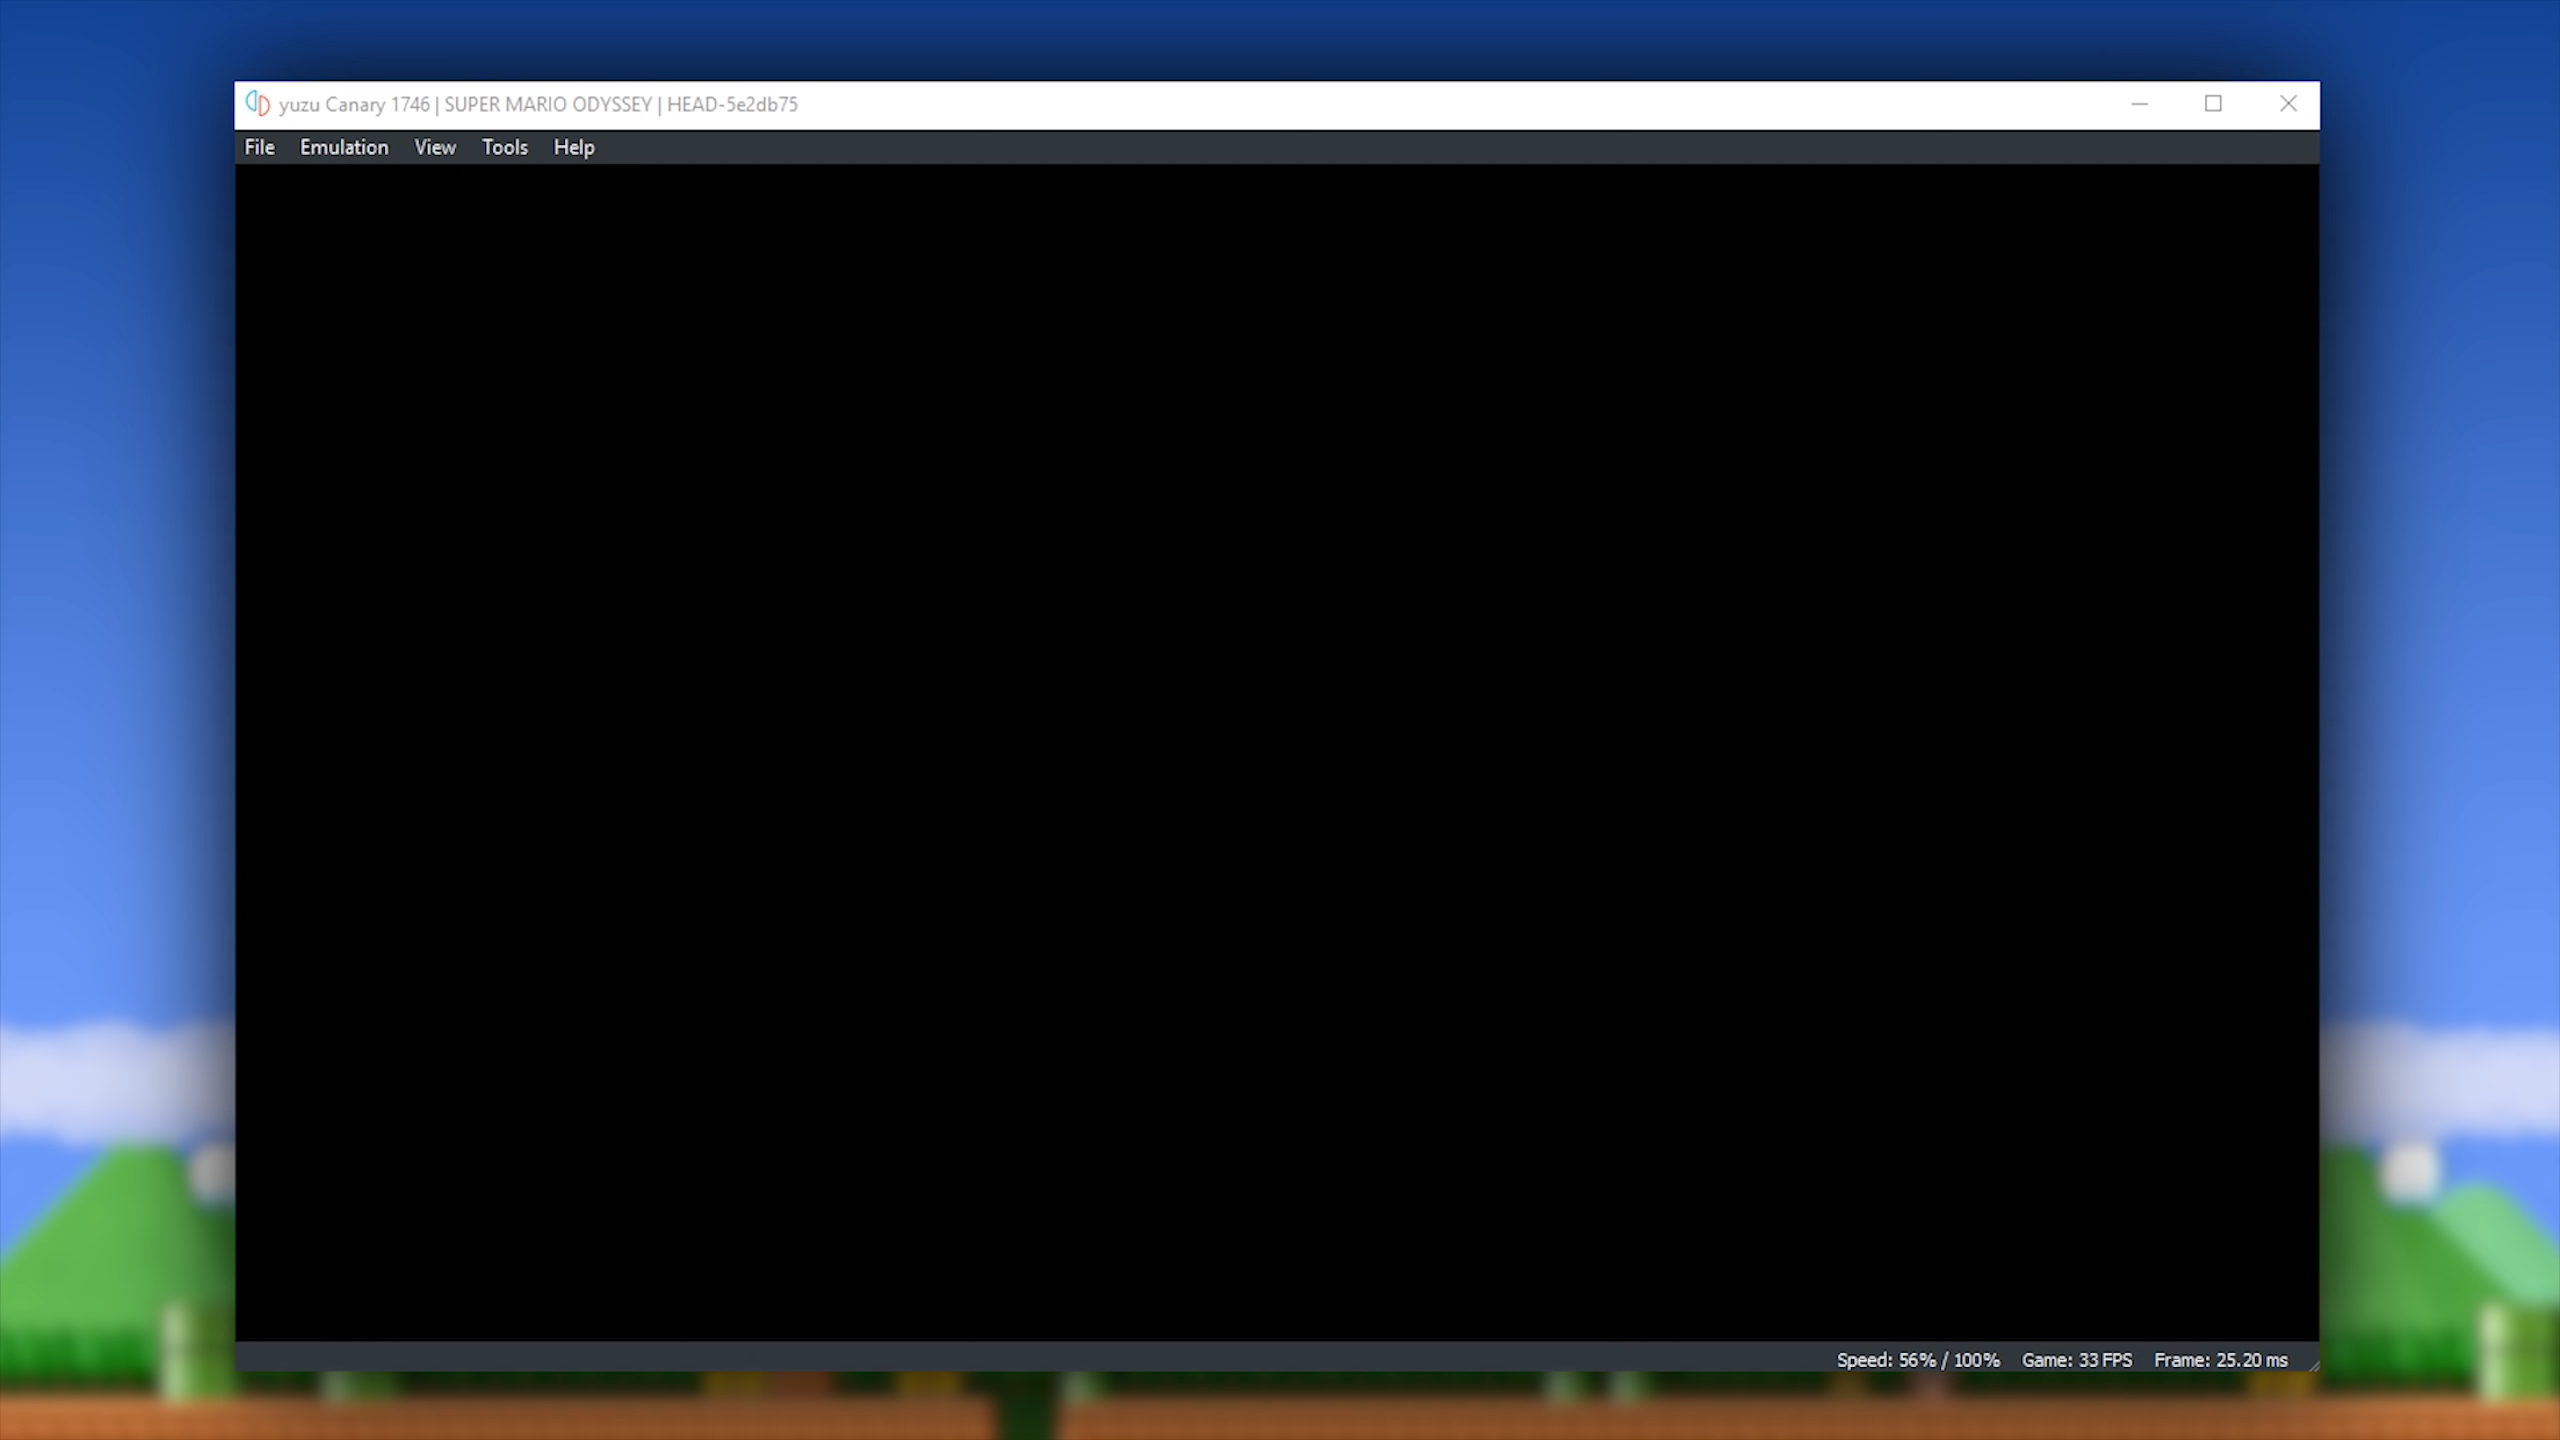 yuzu Canary 1746 | SUPER MARIO ODYSSEY | HEAD-5e2db75
File Emulation View Tools Help
Speed: 56% / 100% Game: 33 FPS Frame: 25.20 ms